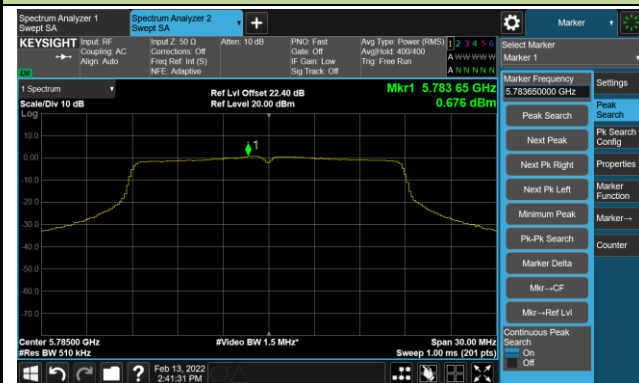 Spectrum Analyzer 1
Swept SA
Spectrum Analyzer 2
Swept SA
Marker
KEYSIGHT
Input: RF
Coupling: AC
Align: Auto
Input Z: 50 Ω
Corrections: Off
Freq Ref: Int (S)
NFE: Adaptive
Atten: 10 dB
PNO: Fast
Gate: Off
IF Gain: Low
Sig Track: Off
Avg Type: Power (RMS)
Avg|Hold: 400/400
Trig: Free Run
1 2 3 4 5 6
A W W W W W
A N N N N N
LXI
Select Marker
Marker 1
1 Spectrum
Scale/Div 10 dB
Log
Ref Lvl Offset 22.40 dB
Ref Level 20.00 dBm
Mkr1 5.783 65 GHz
0.676 dBm
10.0
0.00
-10.0
-20.0
-30.0
-40.0
-50.0
-60.0
-70.0
1
Center 5.78500 GHz
#Res BW 510 kHz
#Video BW 1.5 MHz*
Span 30.00 MHz
Sweep 1.00 ms (201 pts)
Marker Frequency
5.783650000 GHz
Peak Search
Next Peak
Next Pk Right
Next Pk Left
Minimum Peak
Pk-Pk Search
Marker Delta
Mkr→CF
Mkr→Ref Lvl
Continuous Peak
Search
On
Off
Settings
Peak
Search
Pk Search
Config
Properties
Marker
Function
Marker→
Counter
?
Feb 13, 2022
2:41:31 PM